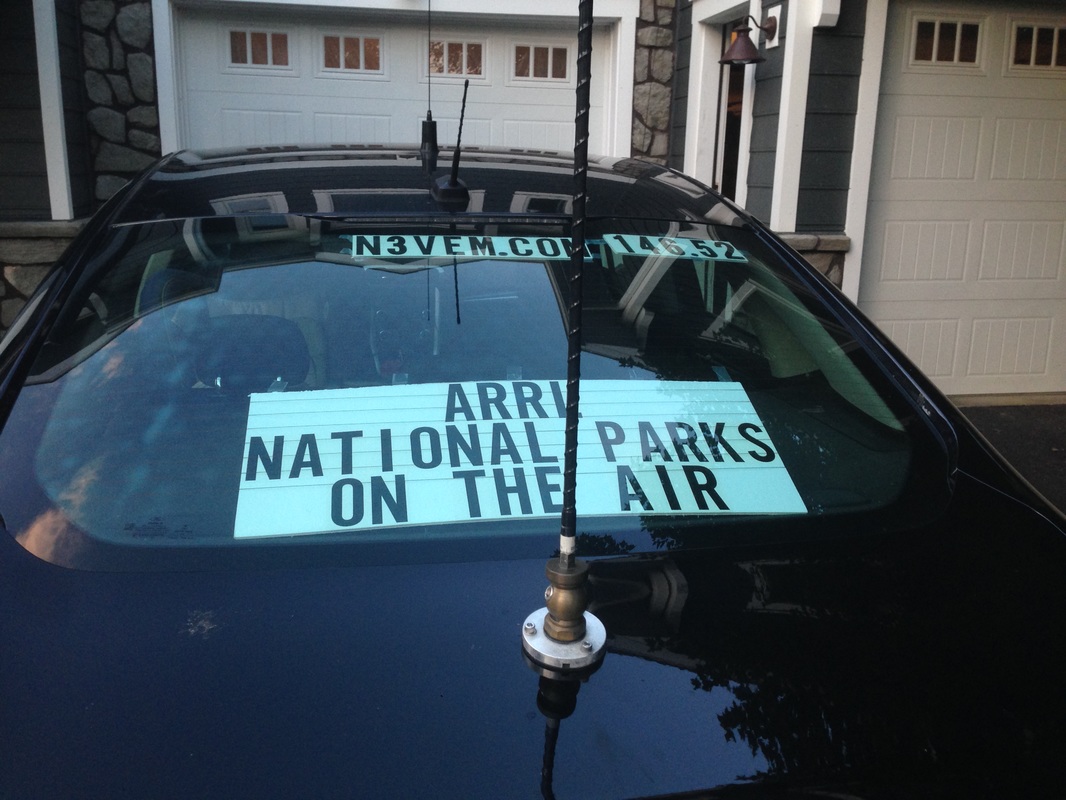 N3VEM.COM 146.52
ARRL
NATIONAL PARKS
ON THE AIR